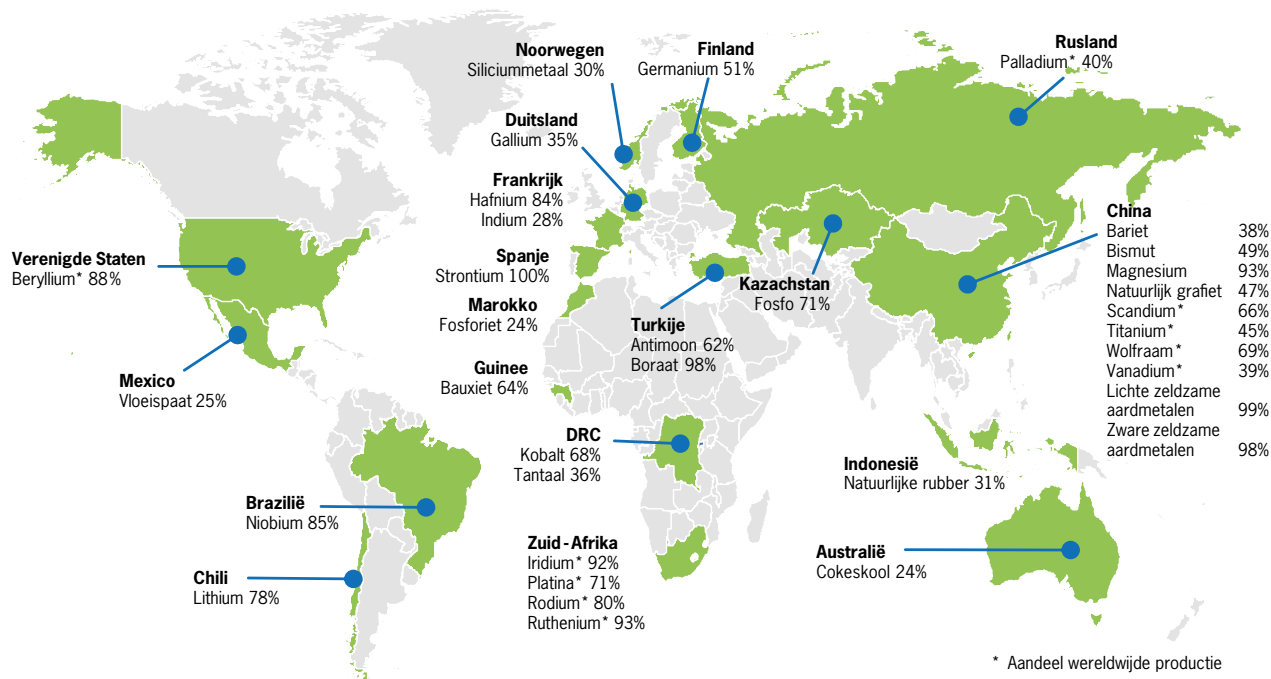 Noorwegen
Siliciummetaal 30%
Finland
Germanium 51%
Rusland
Palladium* 40%
Duitsland
Gallium 35%
Frankrijk
Hafnium 84%
Indium 28%
Verenigde Staten
Beryllium* 88%
Spanje
Strontium 100%
Marokko
Fosforiet 24%
Kazachstan
Fosfo 71%
China
Bariet 38%
Bismut 49%
Magnesium 93%
Natuurlijk grafiet 47%
Scandium* 66%
Titanium* 45%
Wolfraam* 69%
Vanadium* 39%
Lichte zeldzame
aardmetalen 99%
Zware zeldzame
aardmetalen 98%
Turkije
Antimoon 62%
Boraat 98%
Mexico
Vloeispaat 25%
Guinee
Bauxiet 64%
DRC
Kobalt 68%
Tantaal 36%
Indonesië
Natuurlijke rubber 31%
Brazilië
Niobium 85%
Zuid-Afrika
Iridium* 92%
Platina* 71%
Rodium* 80%
Ruthenium* 93%
Australië
Cokeskool 24%
Chili
Lithium 78%
* Aandeel wereldwijde productie